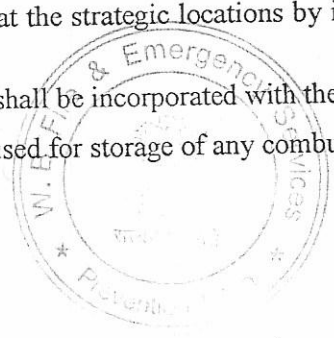 at the strategic locations by i
shall be incorporated with the
used for storage of any combu
W.B. Fire & Emergency Services
★ Prevention ★